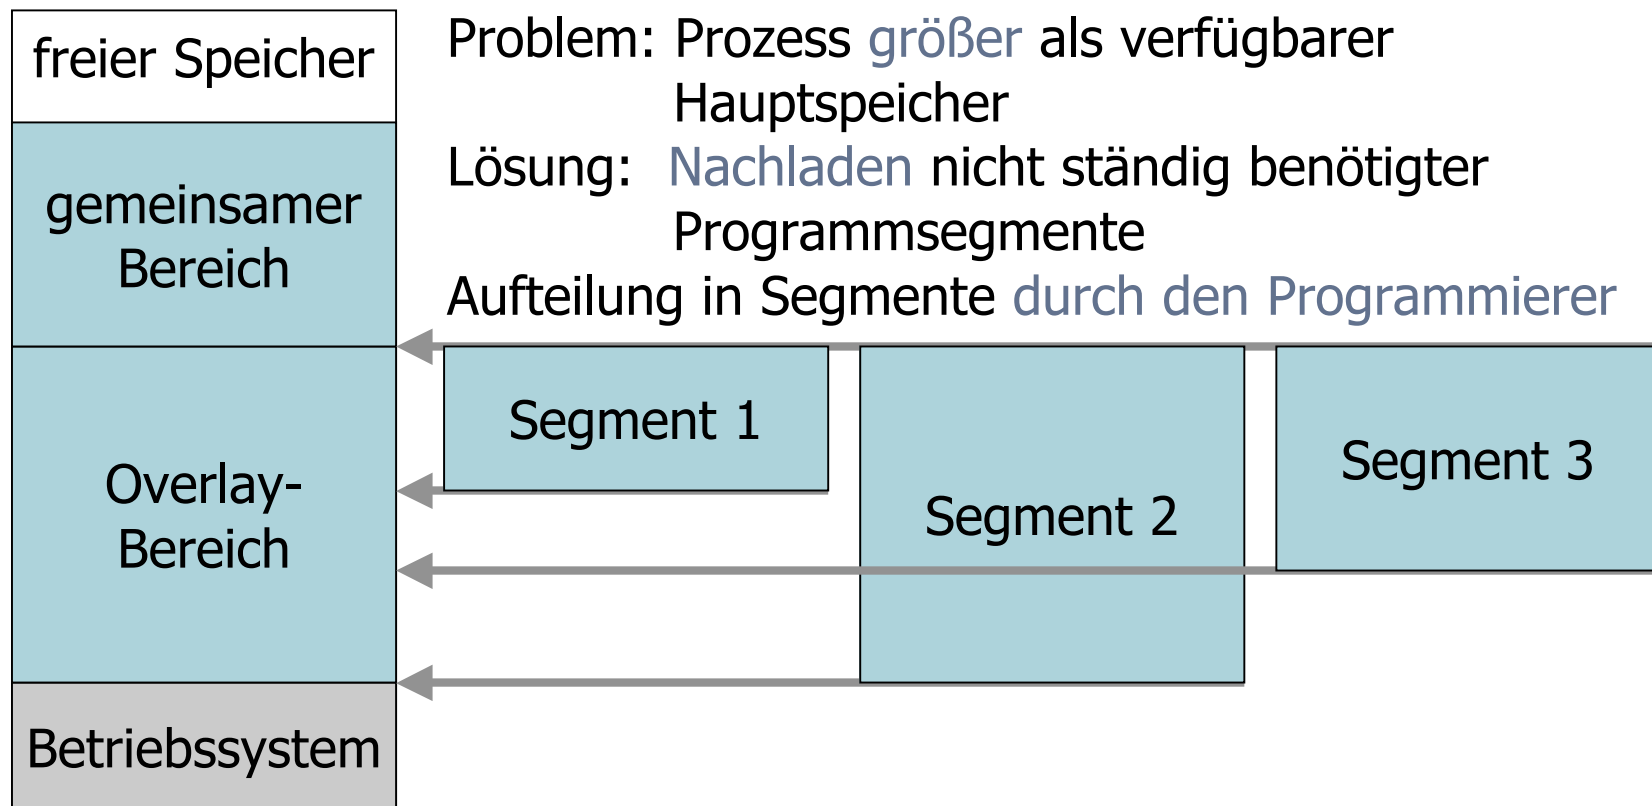 freier Speicher
gemeinsamer
Bereich
Overlay-
Bereich
Betriebssystem
Problem: Prozess größer als verfügbarer
Hauptspeicher
Lösung: Nachladen nicht ständig benötigter
Programmsegmente
Aufteilung in Segmente durch den Programmierer
Segment 1
Segment 2
Segment 3